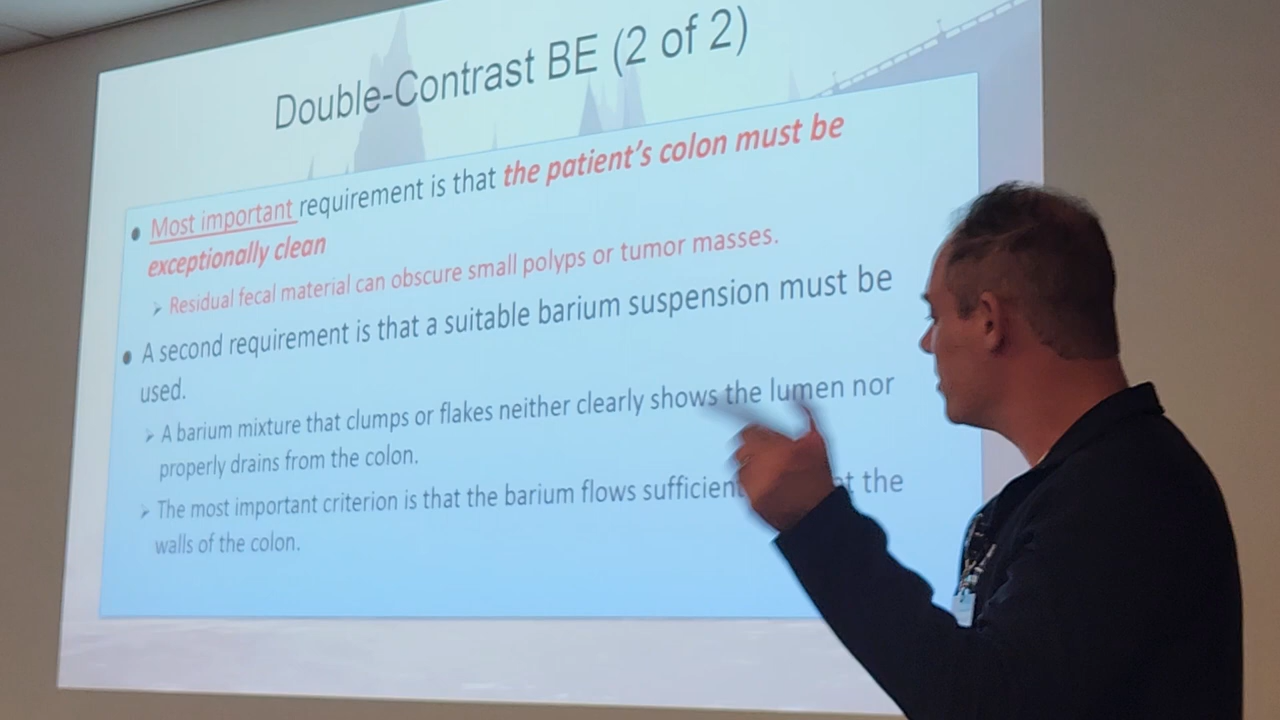 Double-Contrast BE (2 of 2)
Most important requirement is that the patient's colon must be
exceptionally clean
Residual fecal material can obscure small polyps or tumor masses.
A second requirement is that a suitable barium suspension must be
used.
A barium mixture that clumps or flakes neither clearly shows the lumen nor
properly drains from the colon.
The most important criterion is that the barium flows the
walls of the colon.